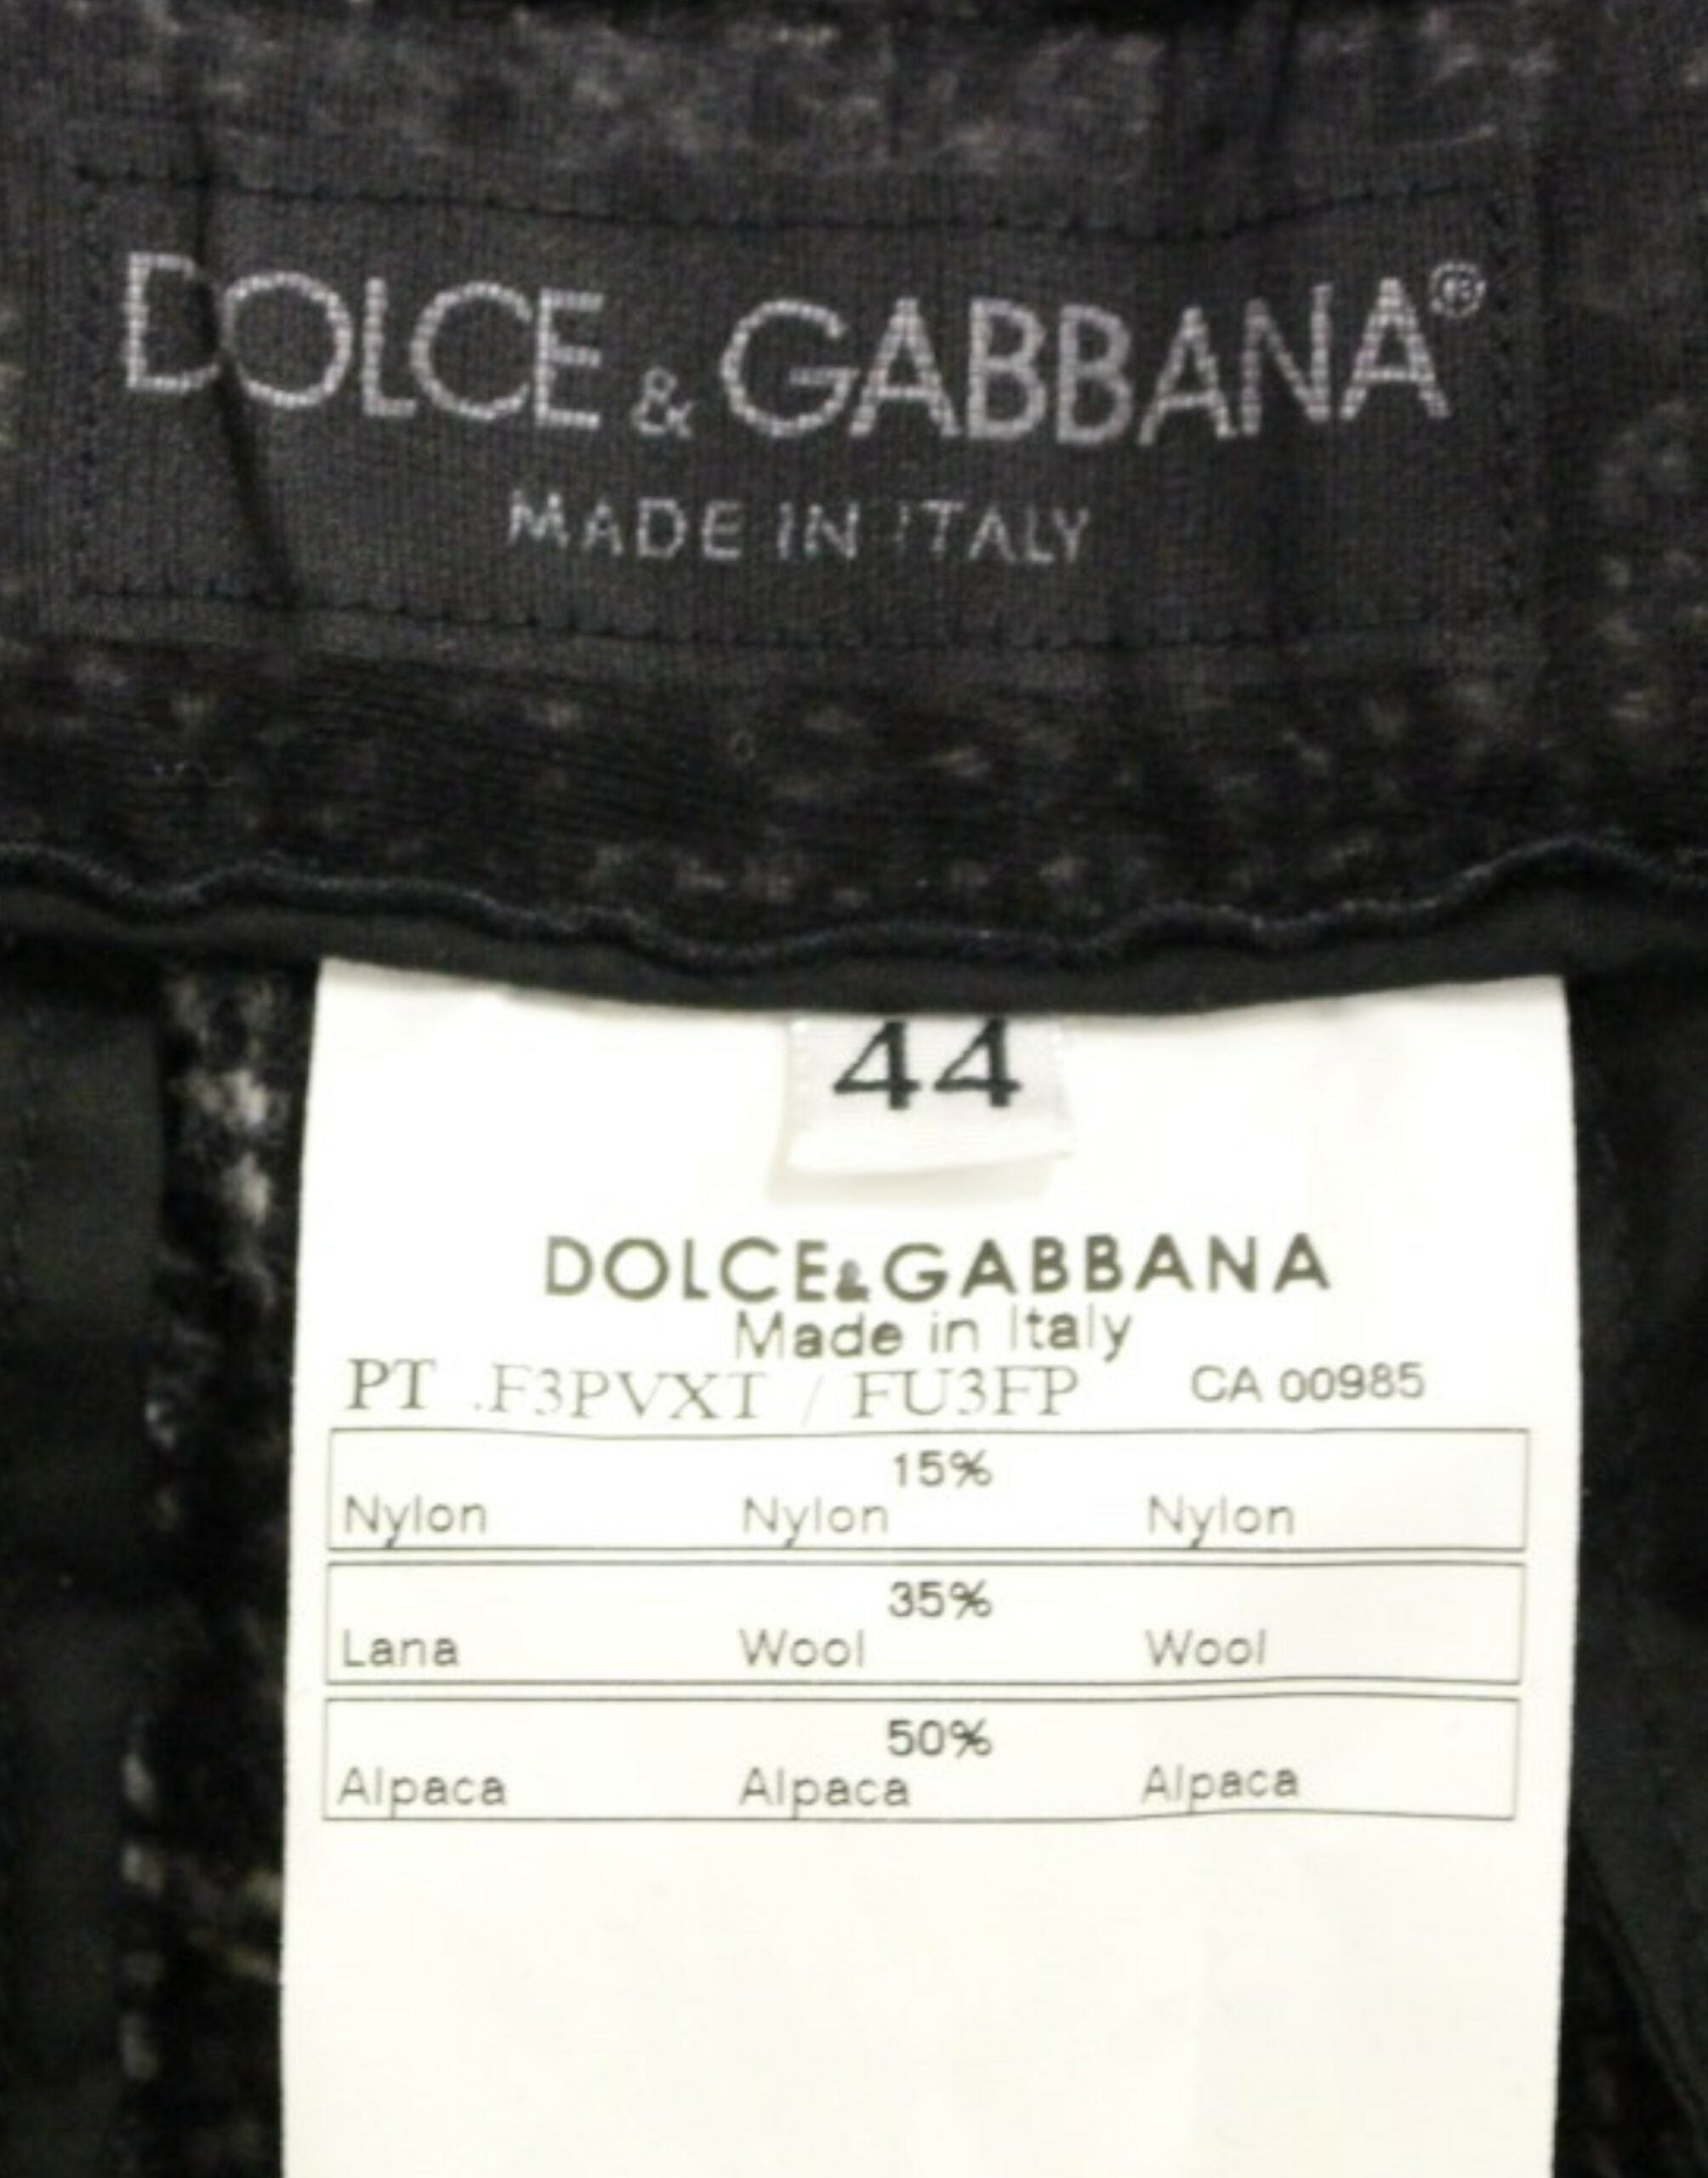 DOLCE & GABBANA®
MADE IN ITALY
44
DOLCE & GABBANA
Made in Italy
PT .F3PVXT / FU3FP CA 00985
15%
Nylon Nylon Nylon
35%
Lana Wool Wool
50%
Alpaca Alpaca Alpaca